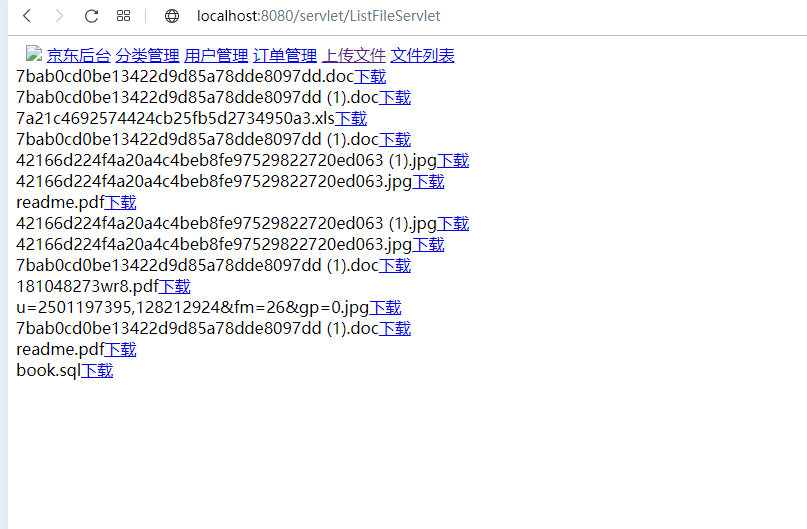 localhost:8080/servlet/ListFileServlet
京东后台 分类管理 用户管理 订单管理 上传文件 文件列表
7bab0cd0be13422d9d85a78dde8097dd.doc下载
7bab0cd0be13422d9d85a78dde8097dd (1).doc下载
7a21c4692574424cb25fb5d2734950a3.xls下载
7bab0cd0be13422d9d85a78dde8097dd (1).doc下载
42166d224f4a20a4c4beb8fe97529822720ed063 (1).jpg下载
42166d224f4a20a4c4beb8fe97529822720ed063.jpg下载
readme.pdf下载
42166d224f4a20a4c4beb8fe97529822720ed063 (1).jpg下载
42166d224f4a20a4c4beb8fe97529822720ed063.jpg下载
7bab0cd0be13422d9d85a78dde8097dd (1).doc下载
181048273wr8.pdf下载
u=2501197395,128212924&fm=26&gp=0.jpg下载
7bab0cd0be13422d9d85a78dde8097dd (1).doc下载
readme.pdf下载
book.sql下载